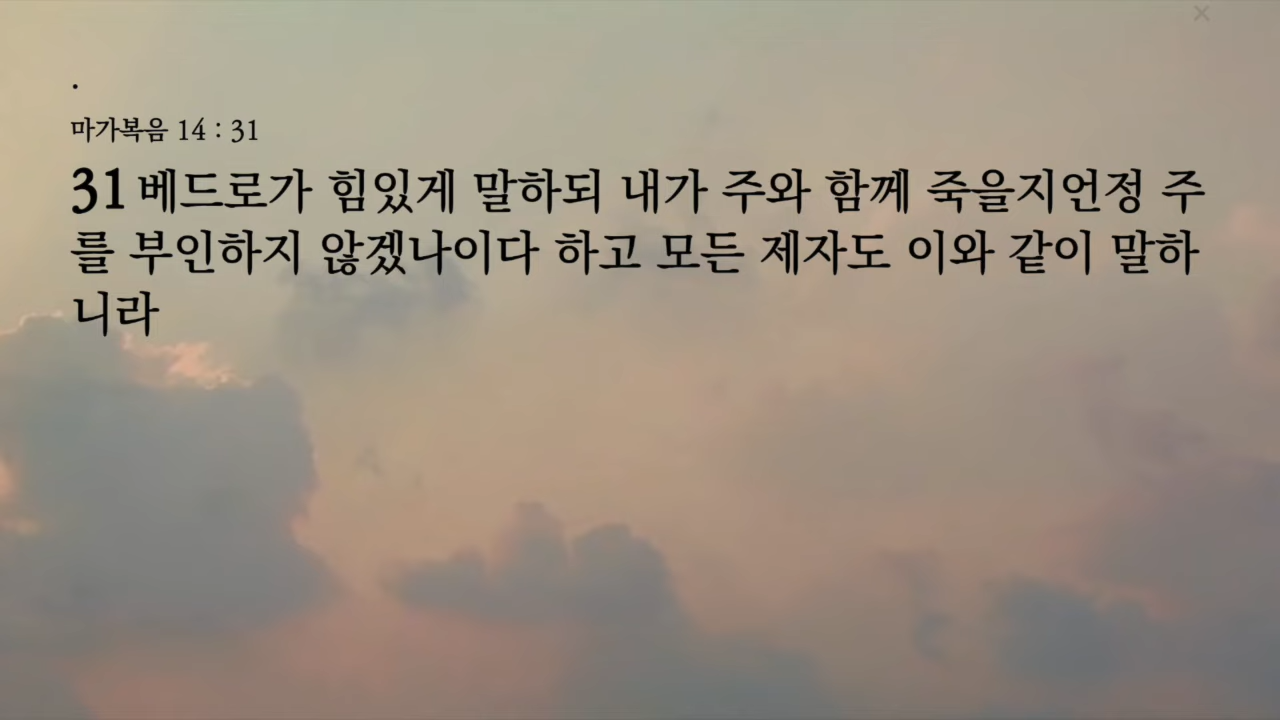 .
마가복음 14 : 31
31 베드로가 힘있게 말하되 내가 주와 함께 죽을지언정 주
를 부인하지 않겠나이다 하고 모든 제자도 이와 같이 말하
니라